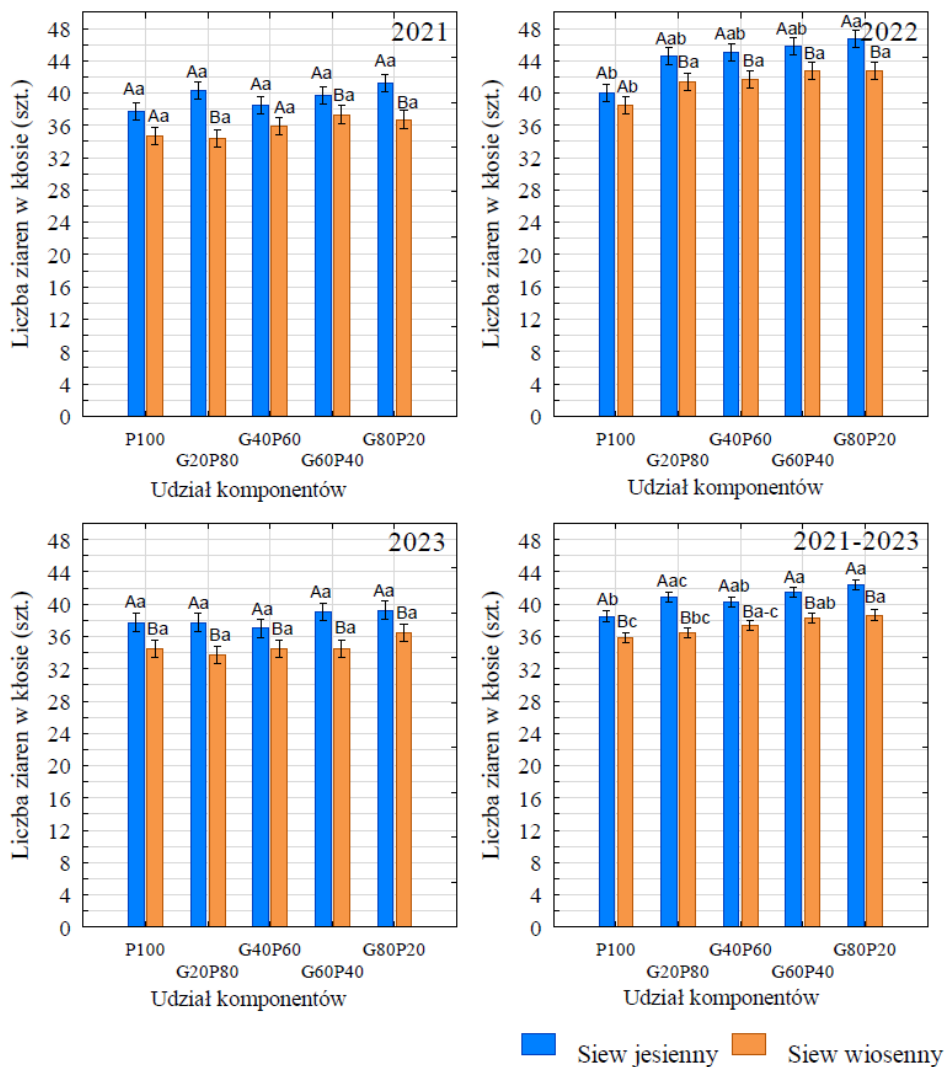 2021
Liczba ziaren w kłosie (szt.)
48
44
40
36
32
28
24
20
16
12
8
4
0
Aa Aa Aa Ba Aa Aa Aa Ba Aa Ba
P100 G40P60 G80P20
G20P80 G60P40
Udział komponentów
2022
Liczba ziaren w kłosie (szt.)
48
44
40
36
32
28
24
20
16
12
8
4
0
Ab Ab Aab Ba Aab Ba Aab Ba Aa Ba
P100 G40P60 G80P20
G20P80 G60P40
Udział komponentów
2023
Liczba ziaren w kłosie (szt.)
48
44
40
36
32
28
24
20
16
12
8
4
0
Aa Ba Aa Ba Aa Ba Aa Ba Aa Ba
P100 G40P60 G80P20
G20P80 G60P40
Udział komponentów
2021-2023
Liczba ziaren w kłosie (szt.)
48
44
40
36
32
28
24
20
16
12
8
4
0
Ab Bc Aac Bbc Aab Ba-c Aa Bab Aa Ba
P100 G40P60 G80P20
G20P80 G60P40
Udział komponentów
Siew jesienny Siew wiosenny